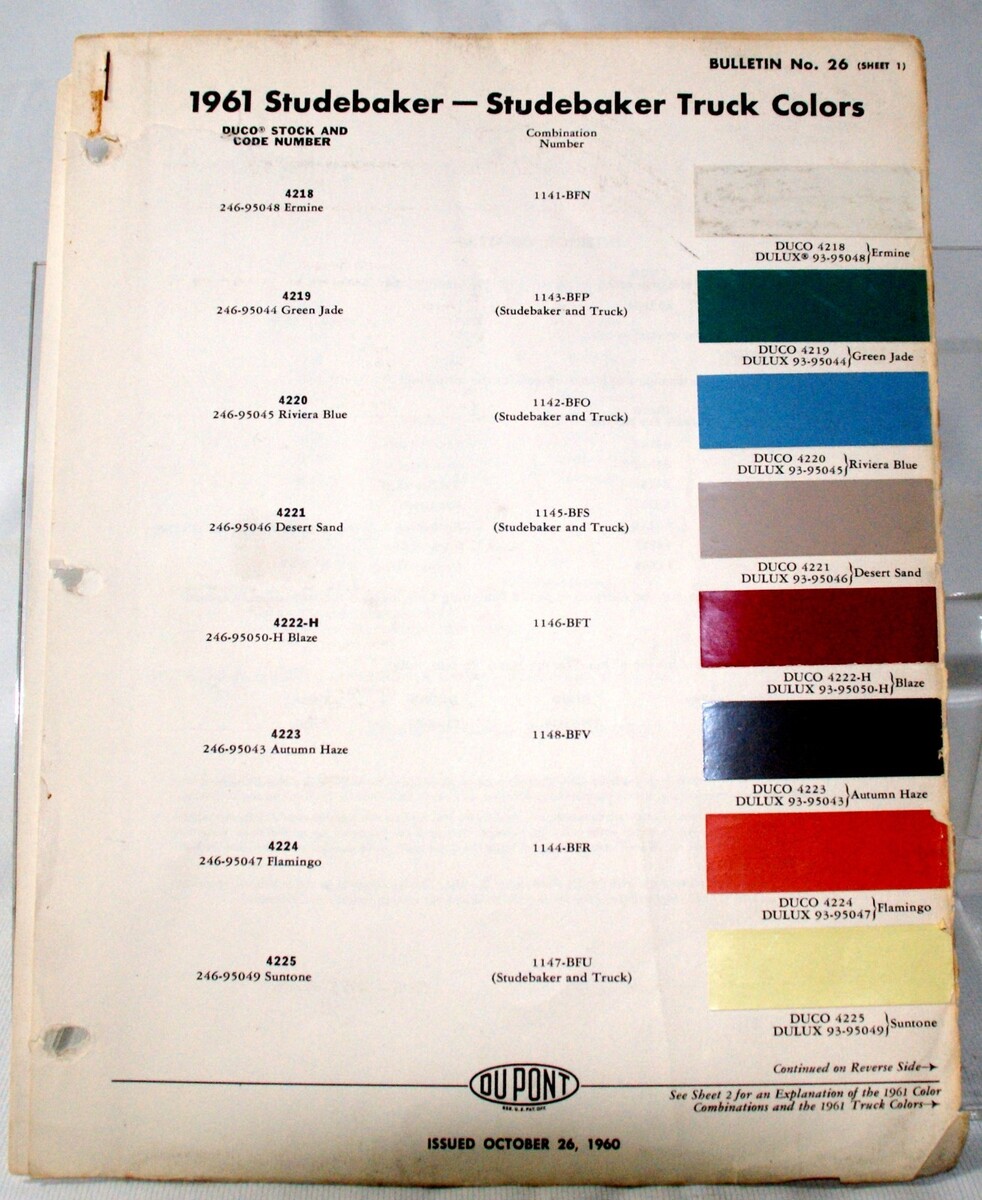 BULLETIN No. 26 (SHEET 1)
1961 Studebaker — Studebaker Truck Colors
DUCO® STOCK AND
CODE NUMBER
Combination
Number
4218
246-95048 Ermine
1141-BFN
DUCO 4218
DULUX® 93-95048} Ermine
4219
246-95044 Green Jade
1143-BFP
(Studebaker and Truck)
DUCO 4219
DULUX 93-95044} Green Jade
4220
246-95045 Riviera Blue
1142-BFO
(Studebaker and Truck)
DUCO 4220
DULUX 93-95045} Riviera Blue
4221
246-95046 Desert Sand
1145-BFS
(Studebaker and Truck)
DUCO 4221
DULUX 93-95046} Desert Sand
4222-H
246-95050-H Blaze
1146-BFT
DUCO 4222-H
DULUX 93-95050-H} Blaze
4223
246-95043 Autumn Haze
1148-BFV
DUCO 4223
DULUX 93-95043} Autumn Haze
4224
246-95047 Flamingo
1144-BFR
DUCO 4224
DULUX 93-95047} Flamingo
4225
246-95049 Suntone
1147-BFU
(Studebaker and Truck)
DUCO 4225
DULUX 93-95049} Suntone
Continued on Reverse Side→
DU PONT
REG. U.S. PAT. OFF.
See Sheet 2 for an Explanation of the 1961 Color
Combinations and the 1961 Truck Colors→
ISSUED OCTOBER 26, 1960